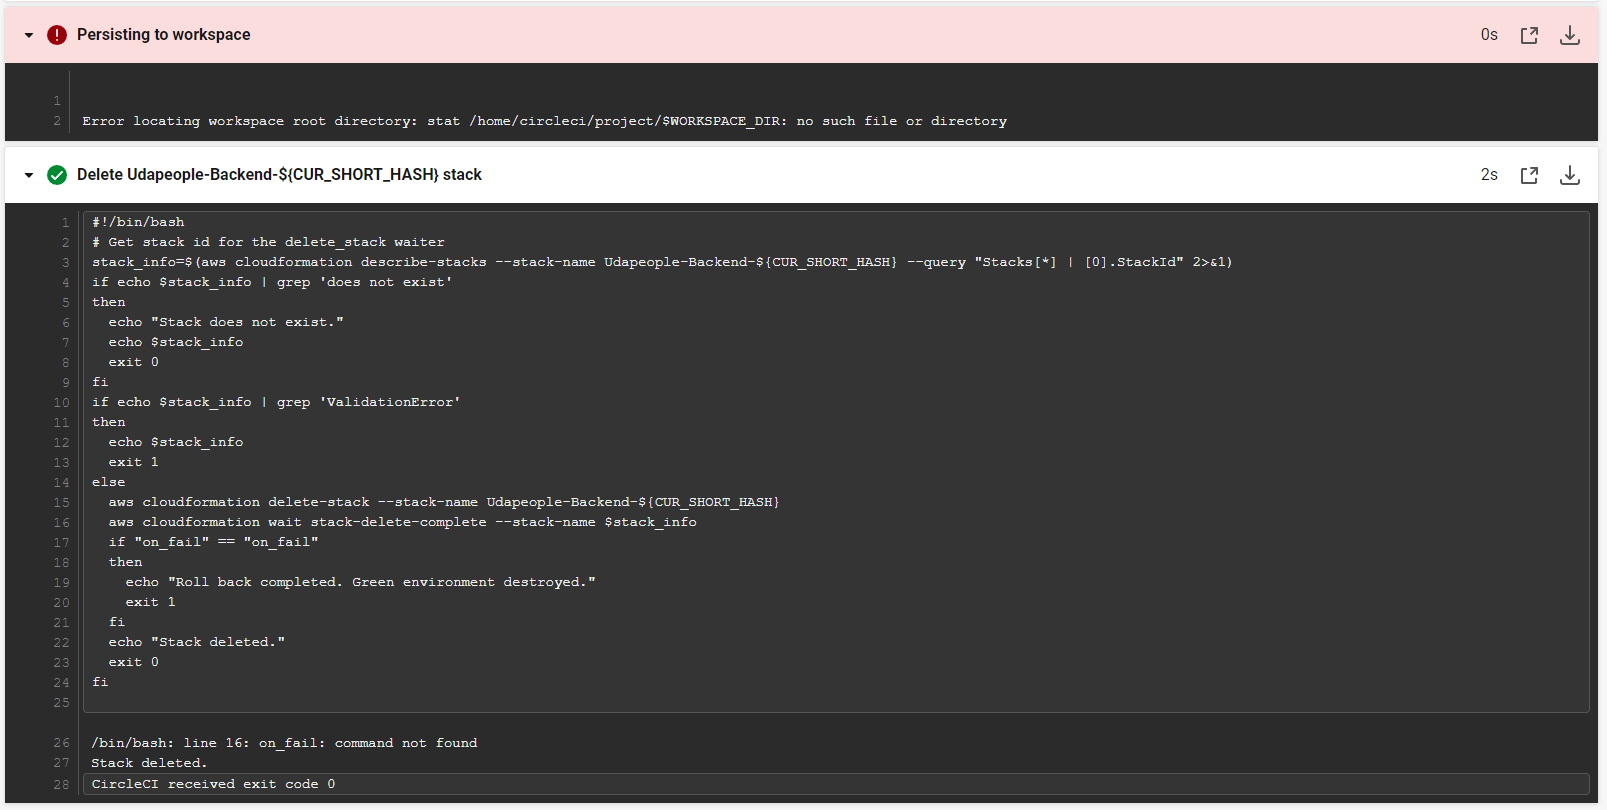 Persisting to workspace 0s
1
2 Error locating workspace root directory: stat /home/circleci/project/$WORKSPACE_DIR: no such file or directory
Delete Udapeople-Backend-${CUR_SHORT_HASH} stack 2s
1 #!/bin/bash
2 # Get stack id for the delete_stack waiter
3 stack_info=$(aws cloudformation describe-stacks --stack-name Udapeople-Backend-${CUR_SHORT_HASH} --query "Stacks[*] | [0].StackId" 2>&1)
4 if echo $stack_info | grep 'does not exist'
5 then
6   echo "Stack does not exist."
7   echo $stack_info
8   exit 0
9 fi
10 if echo $stack_info | grep 'ValidationError'
11 then
12   echo $stack_info
13   exit 1
14 else
15   aws cloudformation delete-stack --stack-name Udapeople-Backend-${CUR_SHORT_HASH}
16   aws cloudformation wait stack-delete-complete --stack-name $stack_info
17   if "on_fail" == "on_fail"
18   then
19     echo "Roll back completed. Green environment destroyed."
20     exit 1
21   fi
22   echo "Stack deleted."
23   exit 0
24 fi
25
26 /bin/bash: line 16: on_fail: command not found
27 Stack deleted.
28 CircleCI received exit code 0